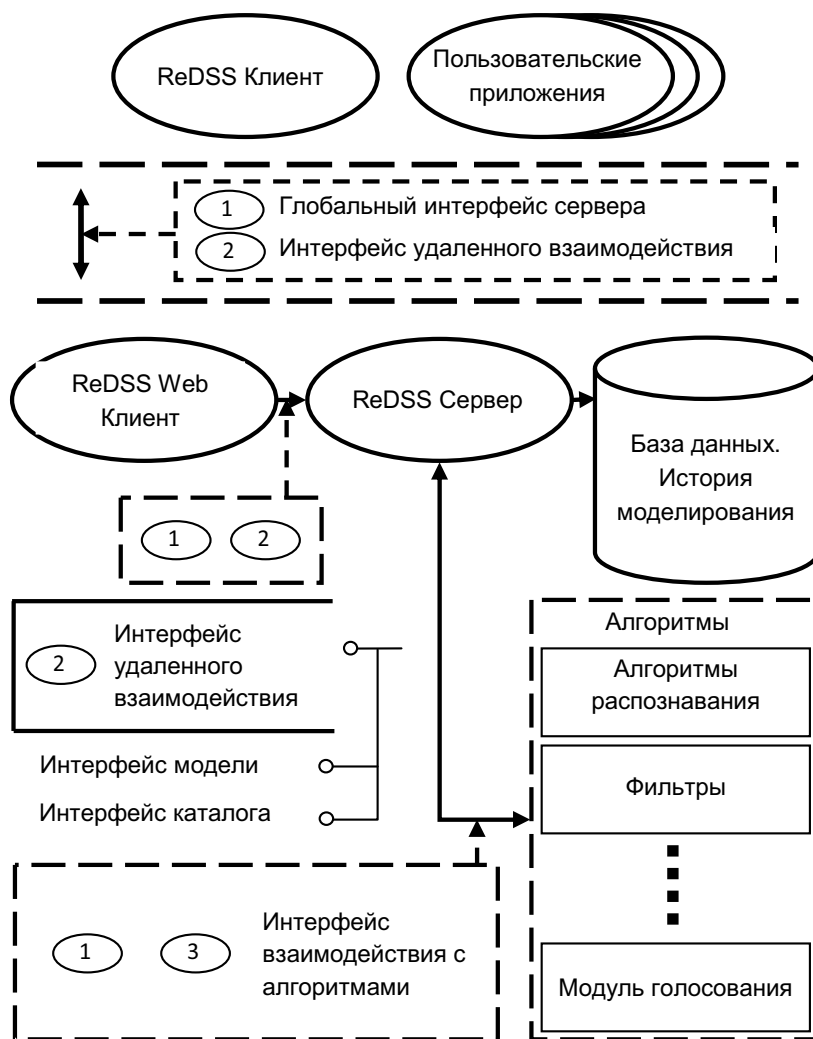 ReDSS Клиент
Пользовательские
приложения
1 Глобальный интерфейс сервера
2 Интерфейс удаленного взаимодействия
ReDSS Web
Клиент
ReDSS Сервер
База данных.
История
моделирования
1 2
2 Интерфейс
удаленного
взаимодействия
Интерфейс модели
Интерфейс каталога
Алгоритмы
Алгоритмы
распознавания
Фильтры
Модуль голосования
1 3 Интерфейс
взаимодействия с
алгоритмами